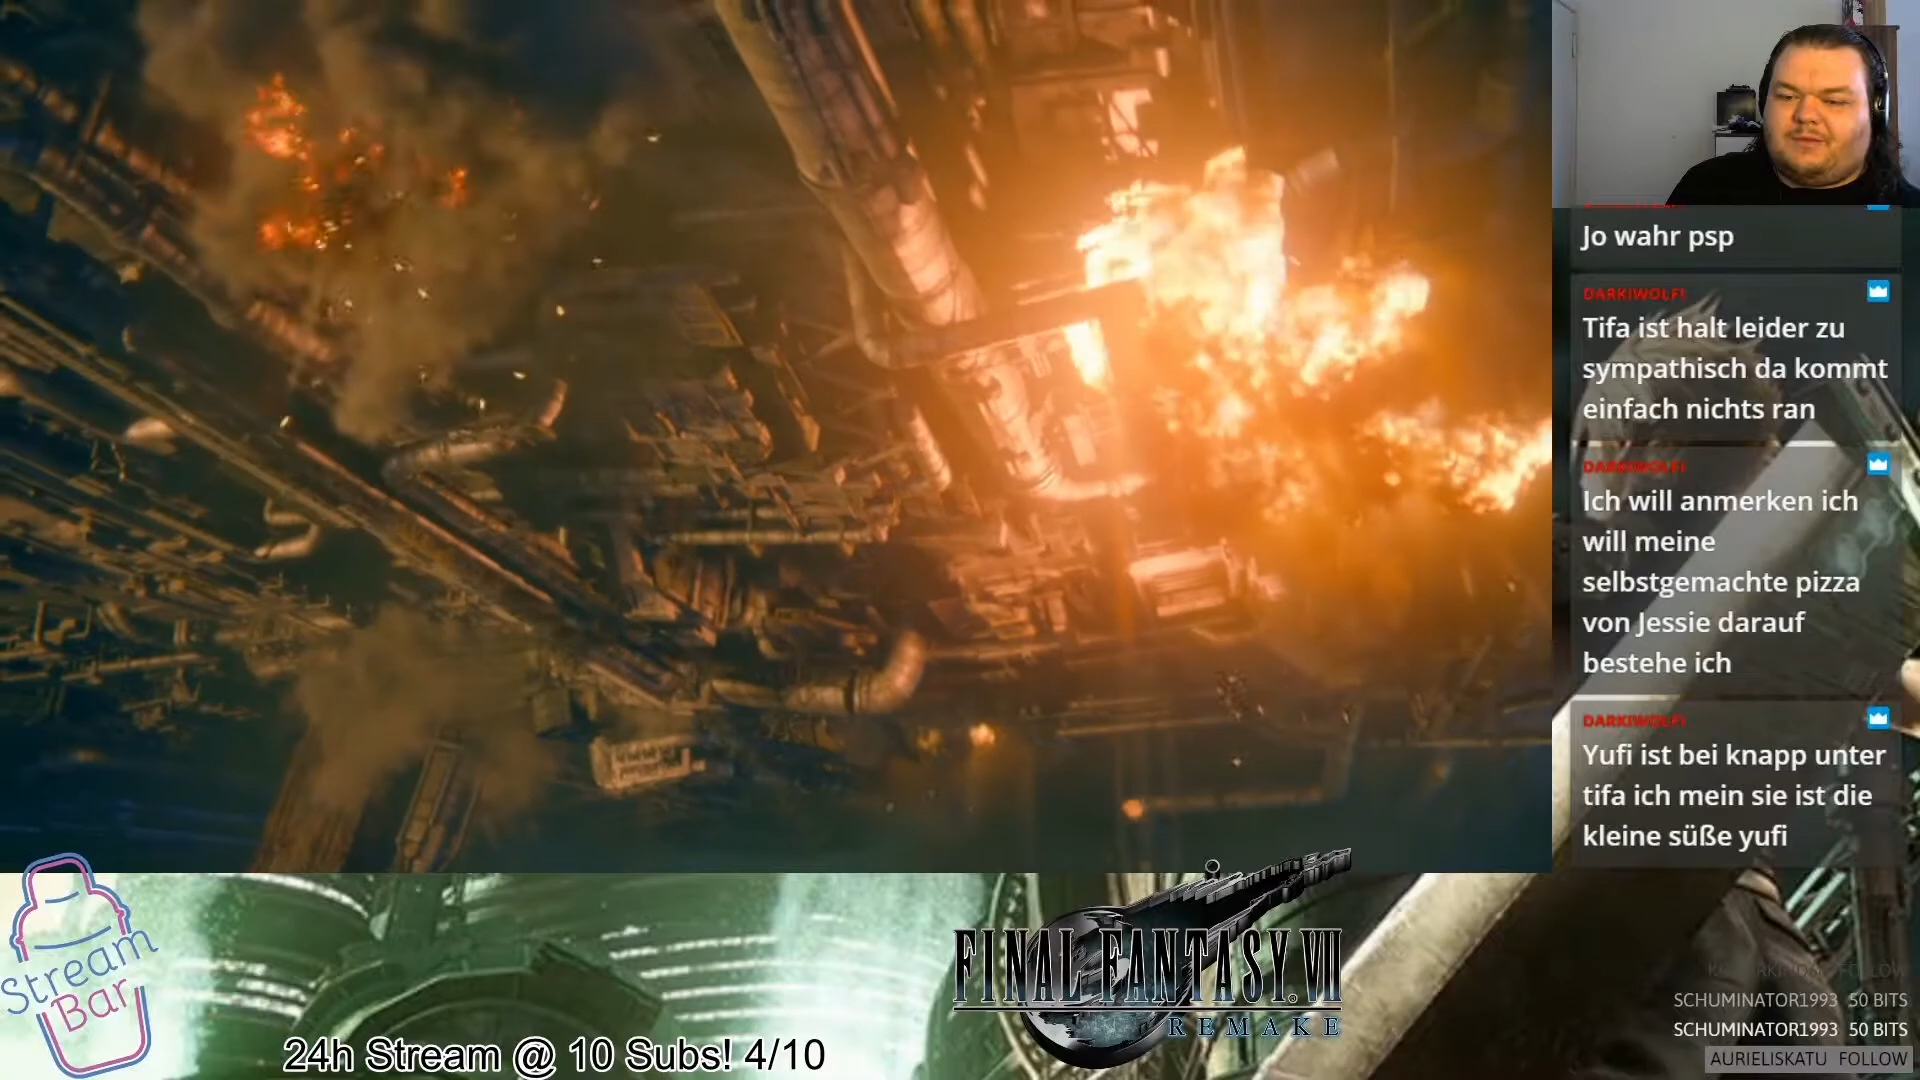 Jo wahr psp
DARKIWOLFI
Tifa ist halt leider zu
sympathisch da kommt
einfach nichts ran
DARKIWOLFI
Ich will anmerken ich
will meine
selbstgemachte pizza
von Jessie darauf
bestehe ich
DARKIWOLFI
Yufi ist bei knapp unter
tifa ich mein sie ist die
kleine süße yufi
Stream
Bar
24h Stream @ 10 Subs! 4/10
FINAL FANTASY VII
REMAKE
FOLLOW
SCHUMINATOR1993 50 BITS
SCHUMINATOR1993 50 BITS
AURIELISKATU FOLLOW